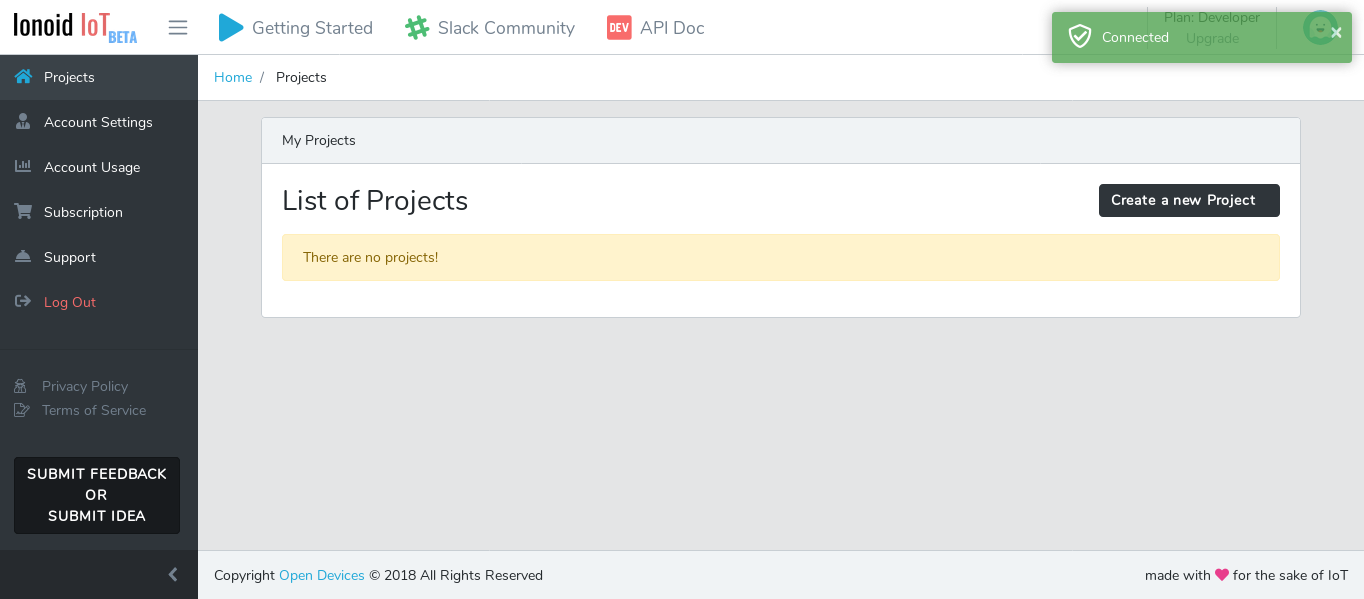 Ionoid IoT BETA
Getting Started
Slack Community
DEV API Doc
Plan: Developer
Upgrade
Connected
×
Projects
Account Settings
Account Usage
Subscription
Support
Log Out
Privacy Policy
Terms of Service
SUBMIT FEEDBACK
OR
SUBMIT IDEA
Home / Projects
My Projects
List of Projects
Create a new Project
There are no projects!
Copyright Open Devices © 2018 All Rights Reserved
made with ♥ for the sake of IoT